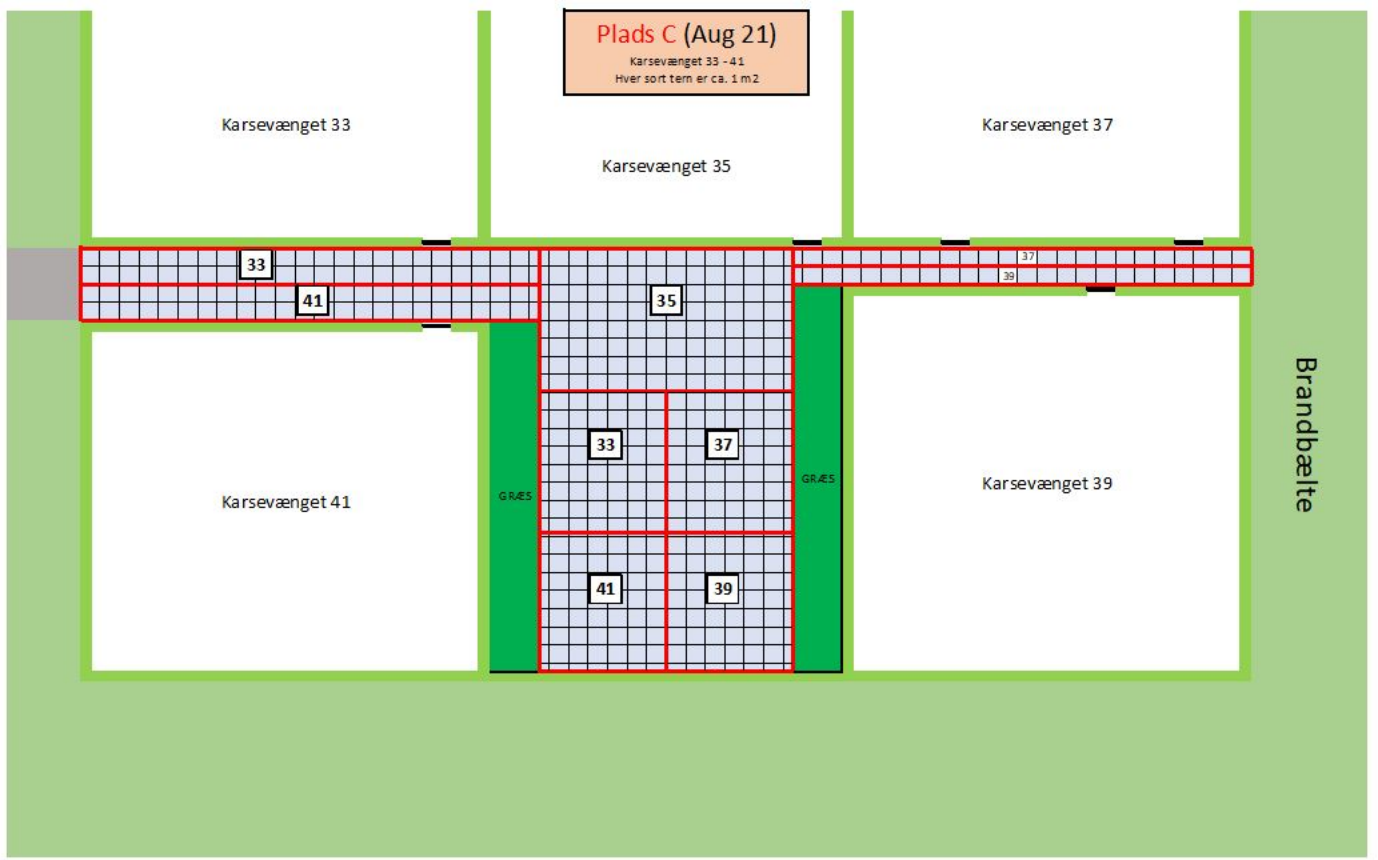 Plads C (Aug 21)
Karsevænget 33 - 41
Hver sort tern er ca. 1 m2
Karsevænget 33
Karsevænget 35
Karsevænget 37
33
37
39
41
35
33
37
GRÆS
GRÆS
Karsevænget 41
Karsevænget 39
Brandbælte
41
39